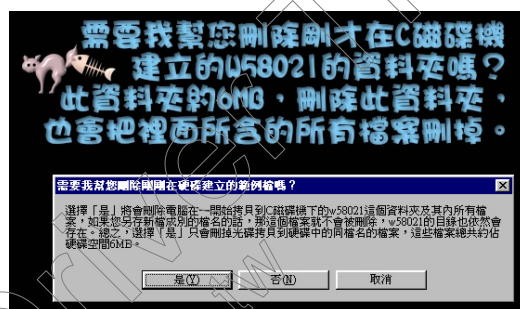 需要我幫您刪除剛才在C磁碟機
建立的W58021的資料夾嗎？
此資料夾約6MB，刪除此資料夾，
也會把裡面所含的所有檔案刪掉。
需要我幫您刪除剛剛在硬碟建立的範例檔嗎？
選擇「是」將會刪除電腦在一開始拷貝到C磁碟機下的w58021這個資料夾及其內所有檔
案，如果您另存新檔成別的檔名的話，那這個檔案就不會被刪除，w58021的目錄也依然會
存在。總之，選擇「是」只會刪掉光碟拷貝到硬碟中的同檔名的檔案，這些檔案總共約佔
硬碟空間6MB。
是(Y) 否(N) 取消